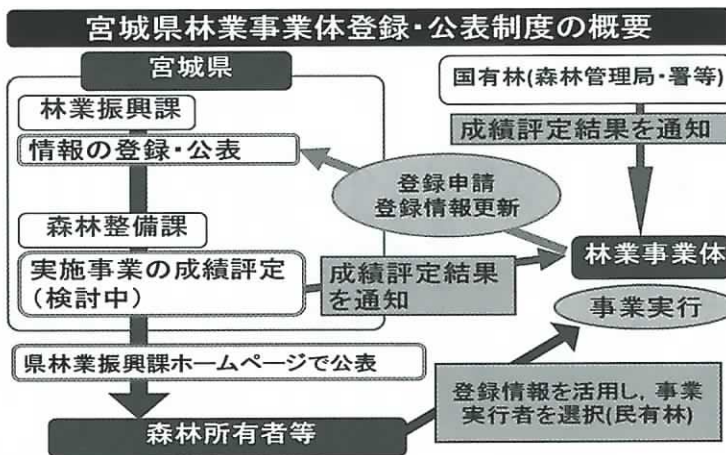 宮城県林業事業体登録・公表制度の概要
宮城県
林業振興課
情報の登録・公表
森林整備課
実施事業の成績評定
（検討中）
県林業振興課ホームページで公表
森林所有者等
登録申請
登録情報更新
成績評定結果
を通知
国有林(森林管理局・署等)
成績評定結果を通知
林業事業体
事業実行
登録情報を活用し，事業
実行者を選択(民有林)